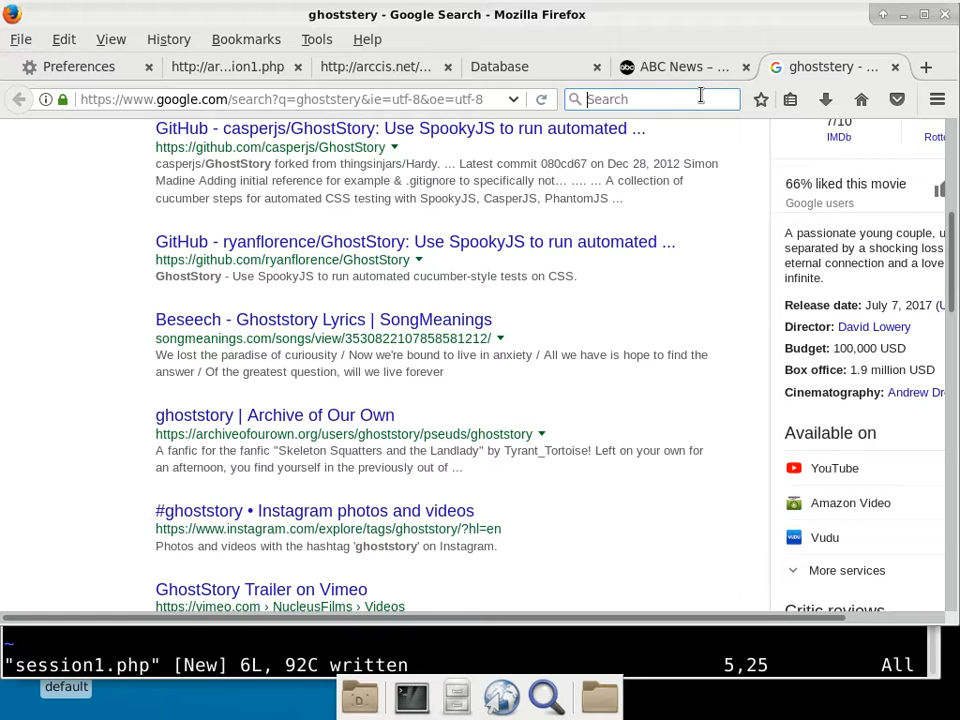 ghoststery - Google Search - Mozilla Firefox
File Edit View History Bookmarks Tools Help
Preferences http://ar...ion1.php http://arccis.net/... Database ABC News – ... ghoststery - ...
https://www.google.com/search?q=ghoststery&ie=utf-8&oe=utf-8 Search
GitHub - casperjs/GhostStory: Use SpookyJS to run automated ...
https://github.com/casperjs/GhostStory
casperjs/GhostStory forked from thingsinjars/Hardy. ... Latest commit 080cd67 on Dec 28, 2012 Simon
Madine Adding initial reference for example & .gitignore to specifically not… …. ... A collection of
cucumber steps for automated CSS testing with SpookyJS, CasperJS, PhantomJS ...
GitHub - ryanflorence/GhostStory: Use SpookyJS to run automated ...
https://github.com/ryanflorence/GhostStory
GhostStory - Use SpookyJS to run automated cucumber-style tests on CSS.
Beseech - Ghoststory Lyrics | SongMeanings
songmeanings.com/songs/view/3530822107858581212/
We lost the paradise of curiousity / Now we're bound to live in anxiety / All we have is hope to find the
answer / Of the greatest question, will we live forever
ghoststory | Archive of Our Own
https://archiveofourown.org/users/ghoststory/pseuds/ghoststory
A fanfic for the fanfic "Skeleton Squatters and the Landlady" by Tyrant_Tortoise! Left on your own for
an afternoon, you find yourself in the previously out of ...
#ghoststory • Instagram photos and videos
https://www.instagram.com/explore/tags/ghoststory/?hl=en
Photos and videos with the hashtag 'ghoststory' on Instagram.
GhostStory Trailer on Vimeo
https://vimeo.com › NucleusFilms › Videos
7/10
IMDb Rotte
66% liked this movie
Google users
A passionate young couple, u
separated by a shocking loss
eternal connection and a love
infinite.
Release date: July 7, 2017 (U
Director: David Lowery
Budget: 100,000 USD
Box office: 1.9 million USD
Cinematography: Andrew Dr
Available on
YouTube
Amazon Video
Vudu
More services
Critic reviews
~
"session1.php" [New] 6L, 92C written 5,25 All
default